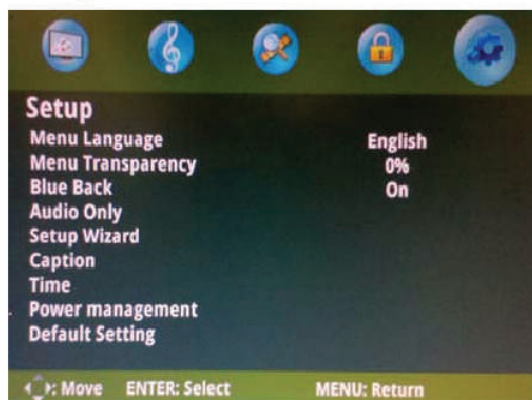 Setup
Menu Language English
Menu Transparency 0%
Blue Back On
Audio Only
Setup Wizard
Caption
Time
Power management
Default Setting
: Move ENTER: Select MENU: Return